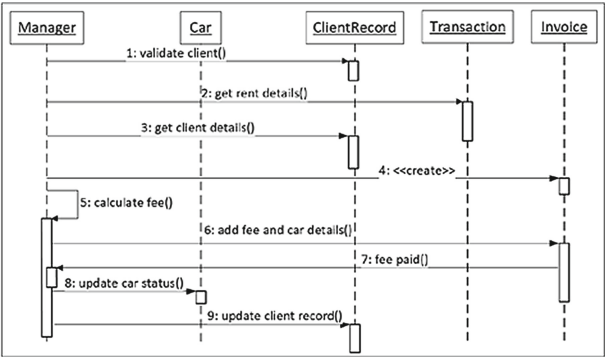 Manager Car ClientRecord Transaction Invoice
1: validate client()
2: get rent details()
3: get client details()
4: <<create>>
5: calculate fee()
6: add fee and car details()
7: fee paid()
8: update car status()
9: update client record()